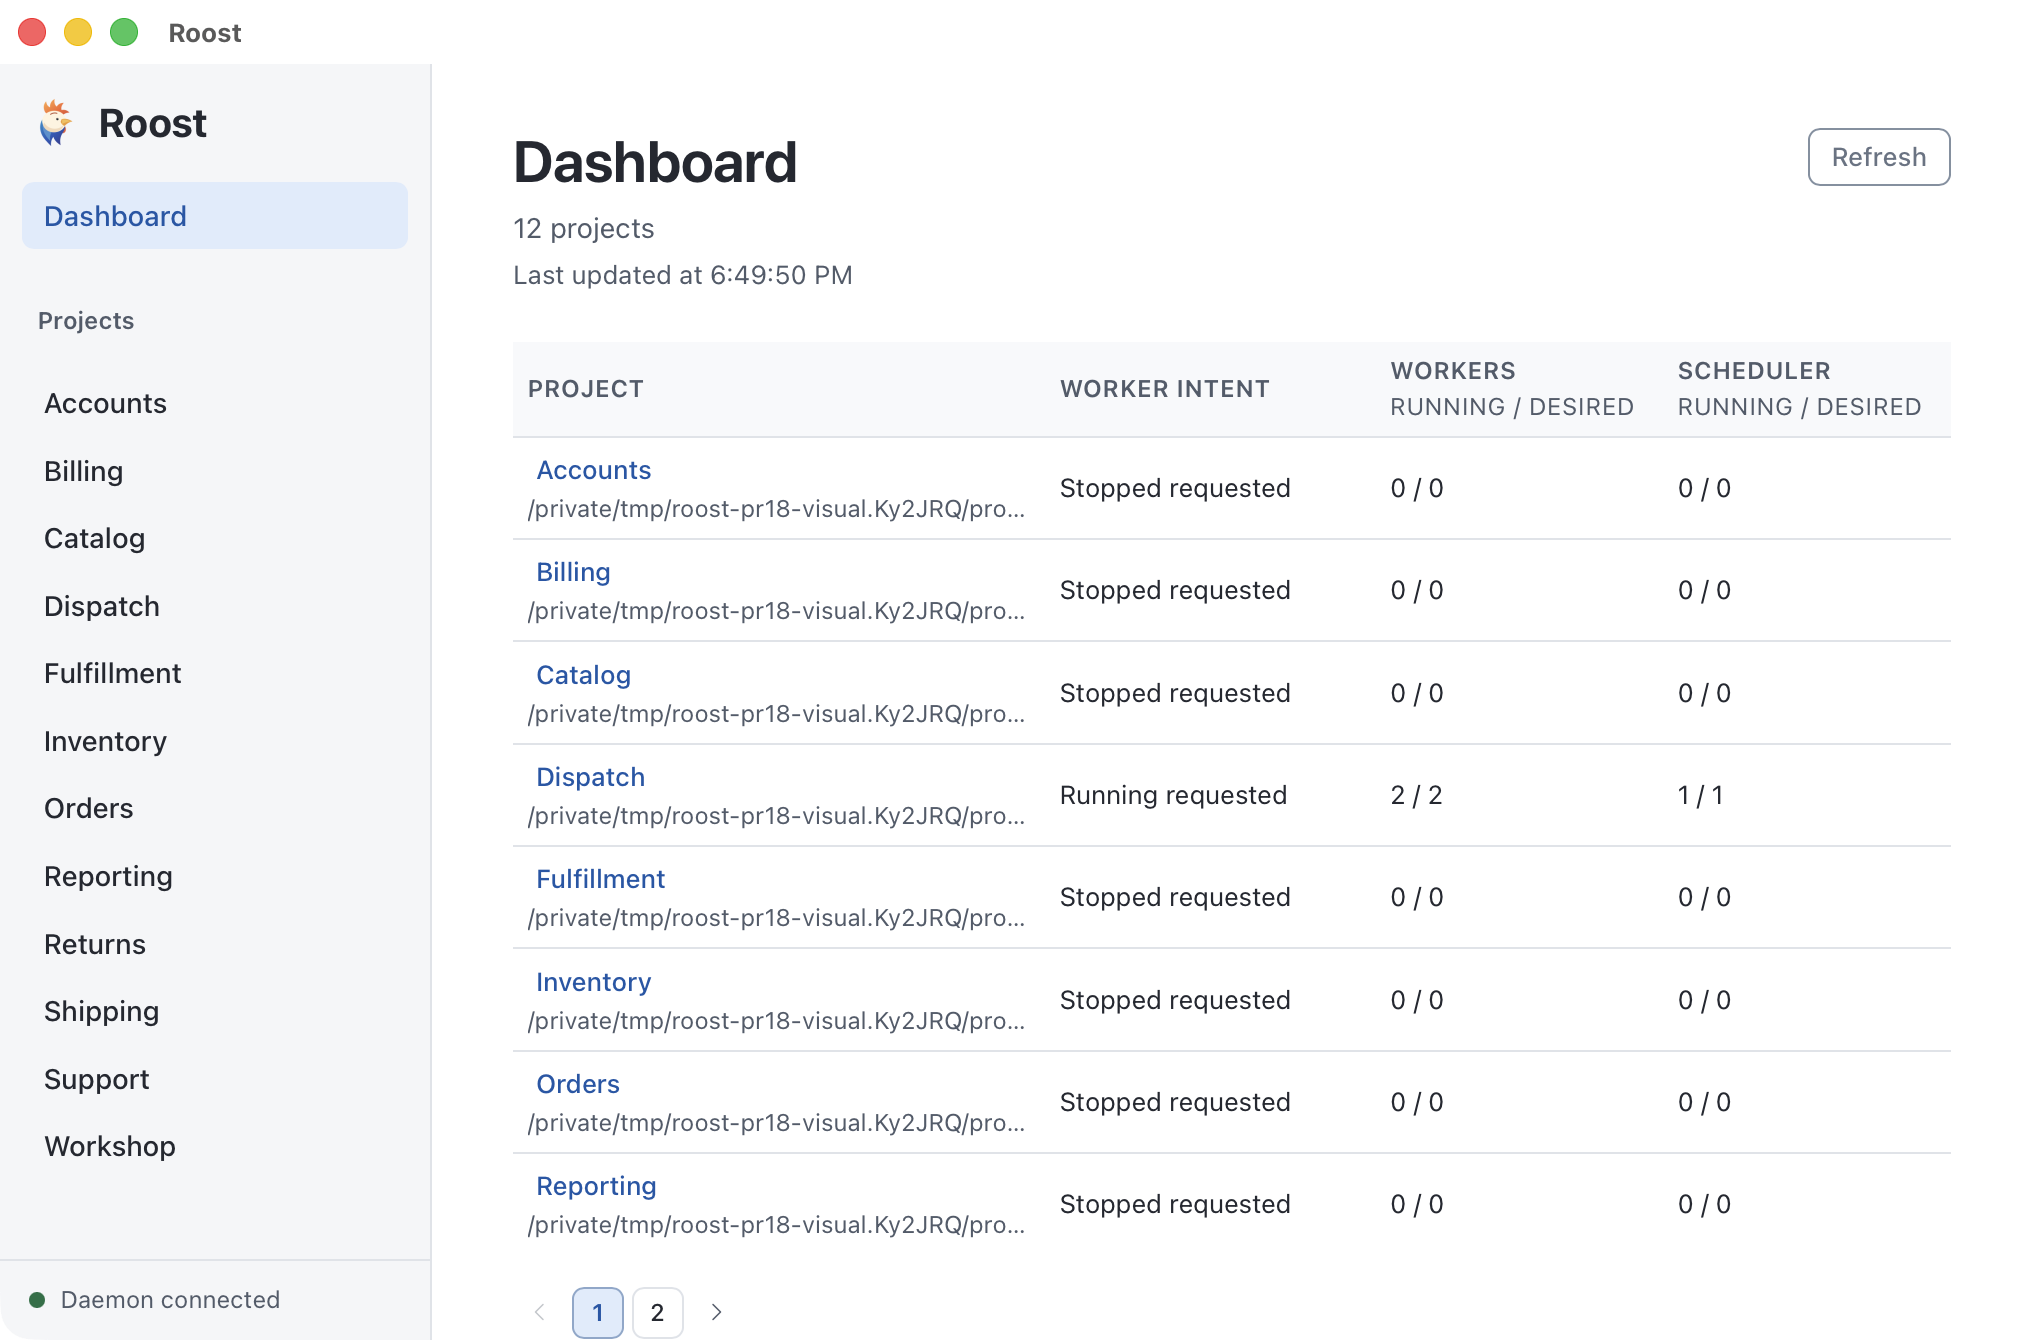 Roost
Roost
Dashboard
Projects
Accounts
Billing
Catalog
Dispatch
Fulfillment
Inventory
Orders
Reporting
Returns
Shipping
Support
Workshop
Daemon connected
Dashboard
Refresh
12 projects
Last updated at 6:49:50 PM
PROJECT WORKER INTENT WORKERS RUNNING / DESIRED SCHEDULER RUNNING / DESIRED
Accounts
/private/tmp/roost-pr18-visual.Ky2JRQ/pro... Stopped requested 0 / 0 0 / 0
Billing
/private/tmp/roost-pr18-visual.Ky2JRQ/pro... Stopped requested 0 / 0 0 / 0
Catalog
/private/tmp/roost-pr18-visual.Ky2JRQ/pro... Stopped requested 0 / 0 0 / 0
Dispatch
/private/tmp/roost-pr18-visual.Ky2JRQ/pro... Running requested 2 / 2 1 / 1
Fulfillment
/private/tmp/roost-pr18-visual.Ky2JRQ/pro... Stopped requested 0 / 0 0 / 0
Inventory
/private/tmp/roost-pr18-visual.Ky2JRQ/pro... Stopped requested 0 / 0 0 / 0
Orders
/private/tmp/roost-pr18-visual.Ky2JRQ/pro... Stopped requested 0 / 0 0 / 0
Reporting
/private/tmp/roost-pr18-visual.Ky2JRQ/pro... Stopped requested 0 / 0 0 / 0
1 2